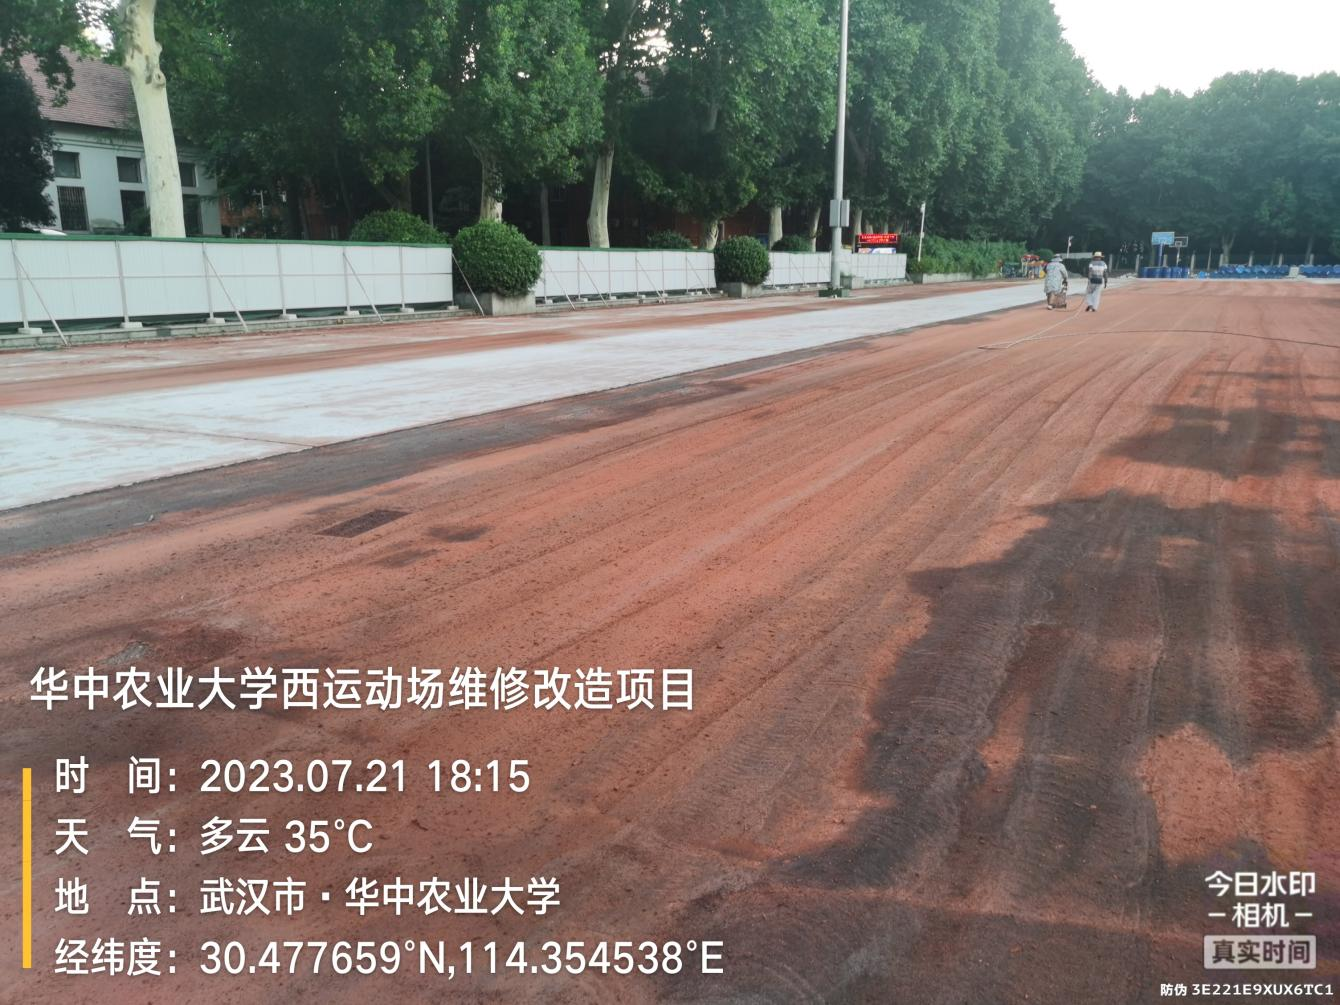 华中农业大学西运动场维修改造项目
时 间：2023.07.21 18:15
天 气：多云 35°C
地 点：武汉市·华中农业大学
经纬度：30.477659°N,114.354538°E
今日水印
相机
真实时间
防伪 3E221E9XUX6TC1